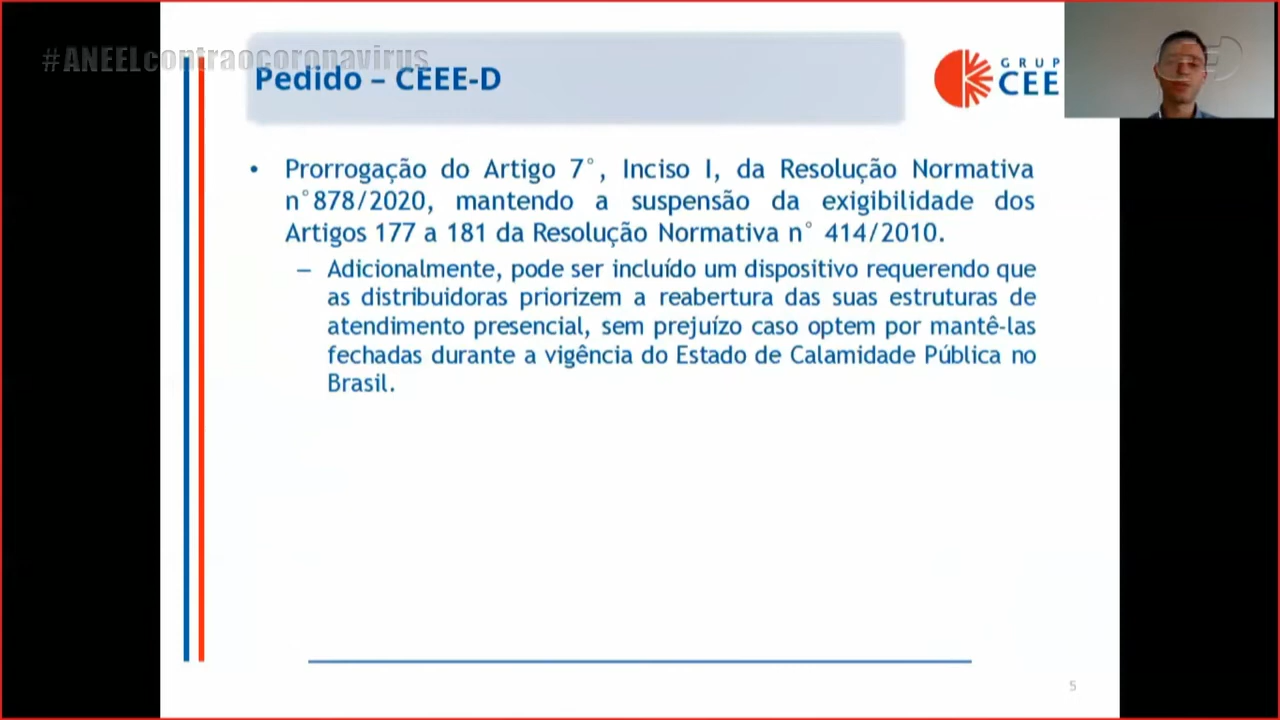 #ANEELcontraocoronavirus
Pedido – CEEE-D
GRUP
CEE
• Prorrogação do Artigo 7°, Inciso I, da Resolução Normativa
n°878/2020, mantendo a suspensão da exigibilidade dos
Artigos 177 a 181 da Resolução Normativa n° 414/2010.
– Adicionalmente, pode ser incluído um dispositivo requerendo que
as distribuidoras priorizem a reabertura das suas estruturas de
atendimento presencial, sem prejuízo caso optem por mantê-las
fechadas durante a vigência do Estado de Calamidade Pública no
Brasil.
5